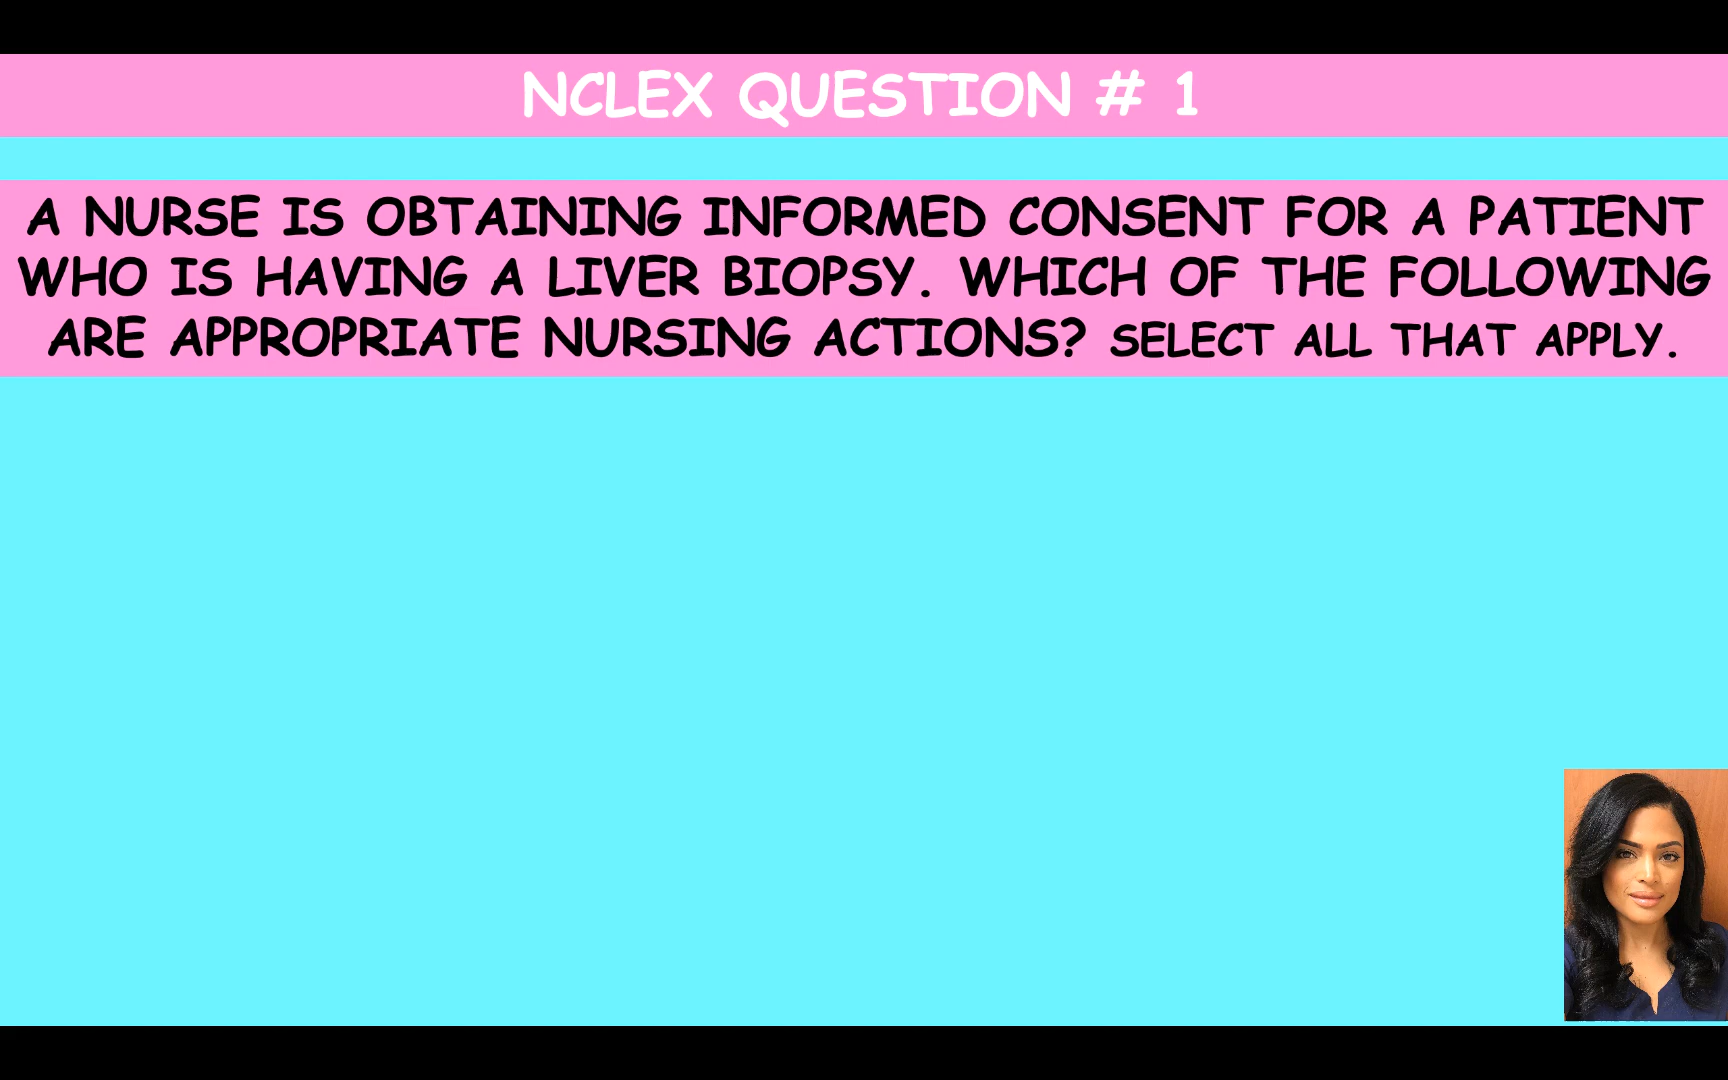 NCLEX QUESTION # 1
A NURSE IS OBTAINING INFORMED CONSENT FOR A PATIENT
WHO IS HAVING A LIVER BIOPSY. WHICH OF THE FOLLOWING
ARE APPROPRIATE NURSING ACTIONS? SELECT ALL THAT APPLY.